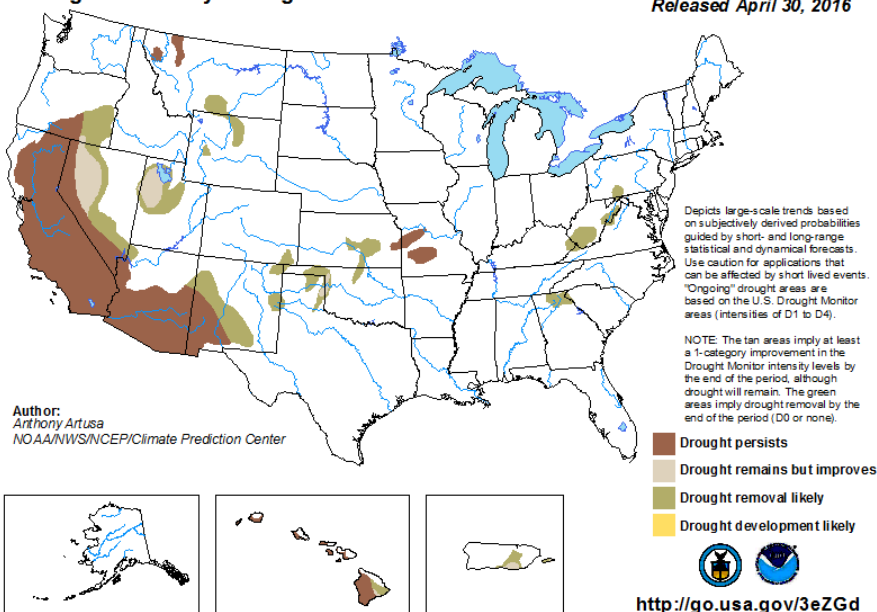 Released April 30, 2016
Depicts large-scale trends based
on subjectively derived probabilities
guided by short- and long-range
statistical and dynamical forecasts.
Use caution for applications that
can be affected by short lived events.
"Ongoing" drought areas are
based on the U.S. Drought Monitor
areas (intensities of D1 to D4).
NOTE: The tan areas imply at least
a 1-category improvement in the
Drought Monitor intensity levels by
the end of the period, although
drought will remain. The green
areas imply drought removal by the
end of the period (D0 or none).
Author:
Anthony Artusa
NOAA/NWS/NCEP/Climate Prediction Center
Drought persists
Drought remains but improves
Drought removal likely
Drought development likely
http://go.usa.gov/3eZGd